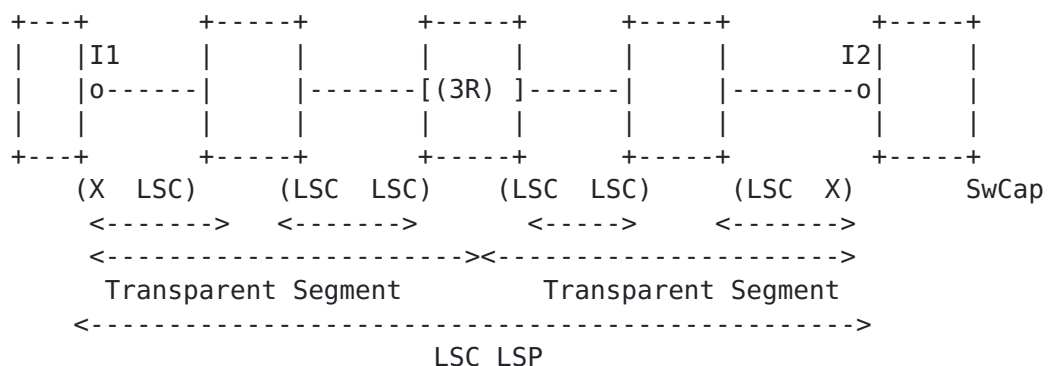 +---+       +-----+       +-----+      +-----+         +-----+
|   |I1     |     |       |     |      |     |       I2|     |
|   |o------|     |-------[(3R) ]------|     |--------o|     |
|   |       |     |       |     |      |     |         |     |
+---+       +-----+       +-----+      +-----+         +-----+
(X  LSC)     (LSC  LSC)    (LSC  LSC)     (LSC  X)       SwCap
<------->   <------->       <----->     <------->
<-----------------------><----------------------->
Transparent Segment         Transparent Segment
<------------------------------------------------->
LSC LSP